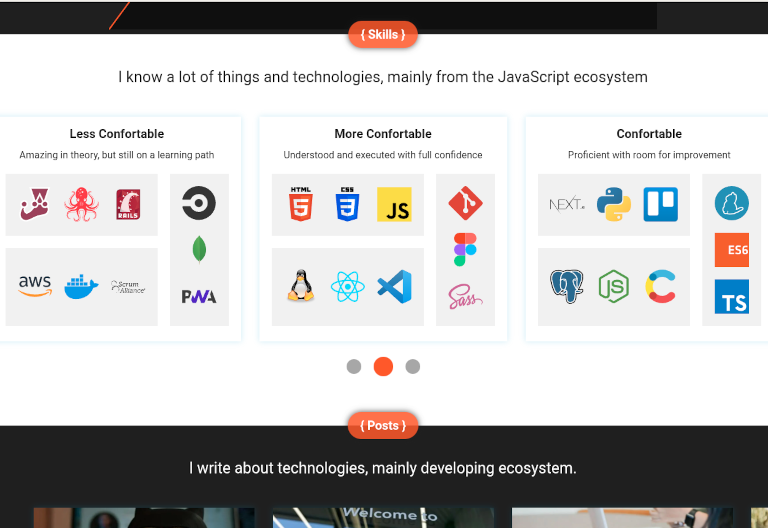 { Skills }
I know a lot of things and technologies, mainly from the JavaScript ecosystem
Less Confortable
Amazing in theory, but still on a learning path
RAILS
aws
Scrum
Alliance
PWA
More Confortable
Understood and executed with full confidence
HTML
5
CSS
3
JS
Sass
Confortable
Proficient with room for improvement
NEXT.JS
ES6
JS
TS
{ Posts }
I write about technologies, mainly developing ecosystem.
Welcome to